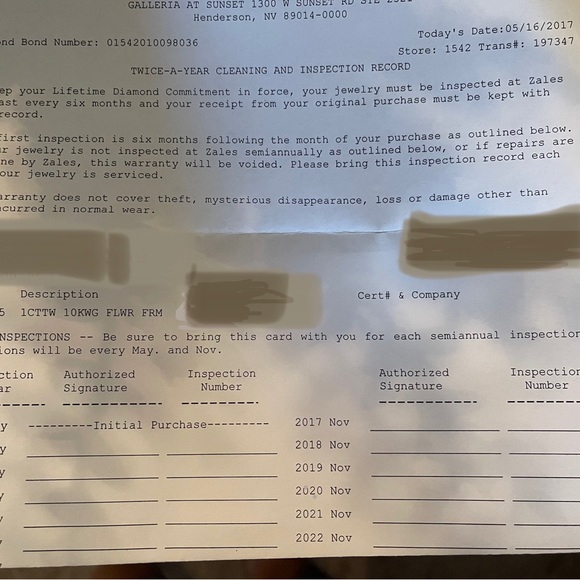 GALLERIA AT SUNSET 1300 W SUNSET RD STE
Henderson, NV 89014-0000
Today's Date:05/16/2017
ond Bond Number: 01542010098036
Store: 1542 Trans#: 197347
TWICE-A-YEAR CLEANING AND INSPECTION RECORD
ep your Lifetime Diamond Commitment in force, your jewelry must be inspected at Zales
ast every six months and your receipt from your original purchase must be kept with
record.
first inspection is six months following the month of your purchase as outlined below.
r jewelry is not inspected at Zales semiannually as outlined below, or if repairs are
ne by Zales, this warranty will be voided. Please bring this inspection record each
our jewelry is serviced.
arranty does not cover theft, mysterious disappearance, loss or damage other than
ncurred in normal wear.
Description Cert# & Company
5 1CTTW 10KWG FLWR FRM
NSPECTIONS -- Be sure to bring this card with you for each semiannual inspection
ions will be every May. and Nov.
ction Authorized Inspection Authorized Inspection
ar Signature Number Signature Number
y ---------Initial Purchase--------- 2017 Nov
y 2018 Nov
y 2019 Nov
y 2020 Nov
2021 Nov
2022 Nov